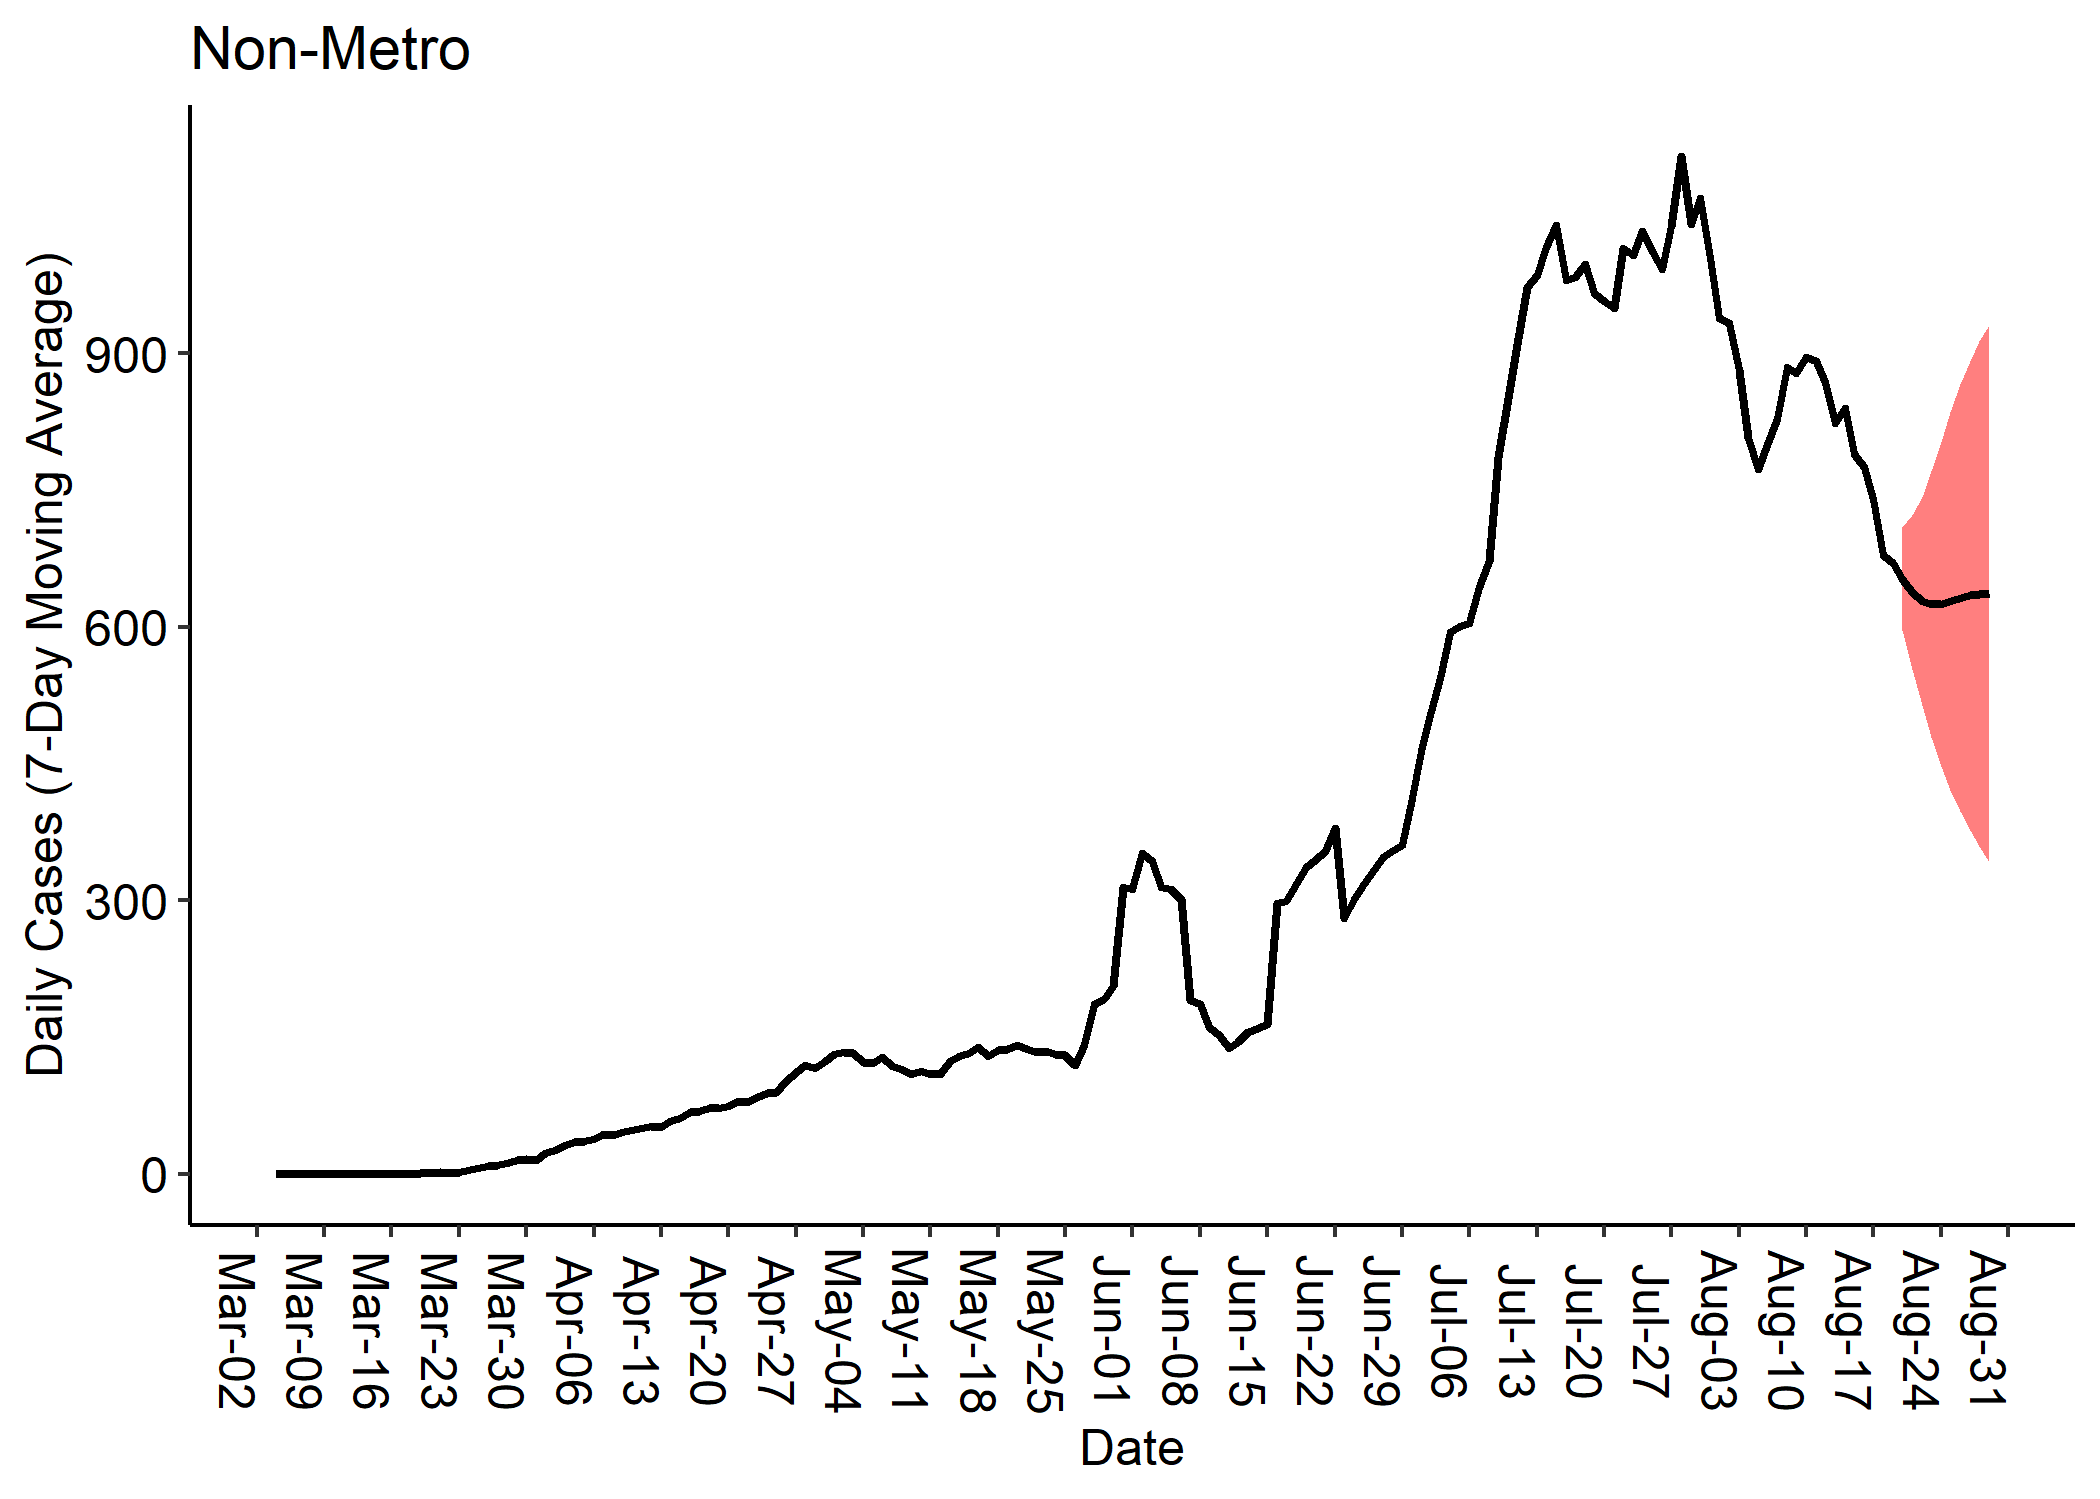 Non-Metro
Daily Cases (7-Day Moving Average)
900
600
300
0
Mar-02
Mar-09
Mar-16
Mar-23
Mar-30
Apr-06
Apr-13
Apr-20
Apr-27
May-04
May-11
May-18
May-25
Jun-01
Jun-08
Jun-15
Jun-22
Jun-29
Jul-06
Jul-13
Jul-20
Jul-27
Aug-03
Aug-10
Aug-17
Aug-24
Aug-31
Date